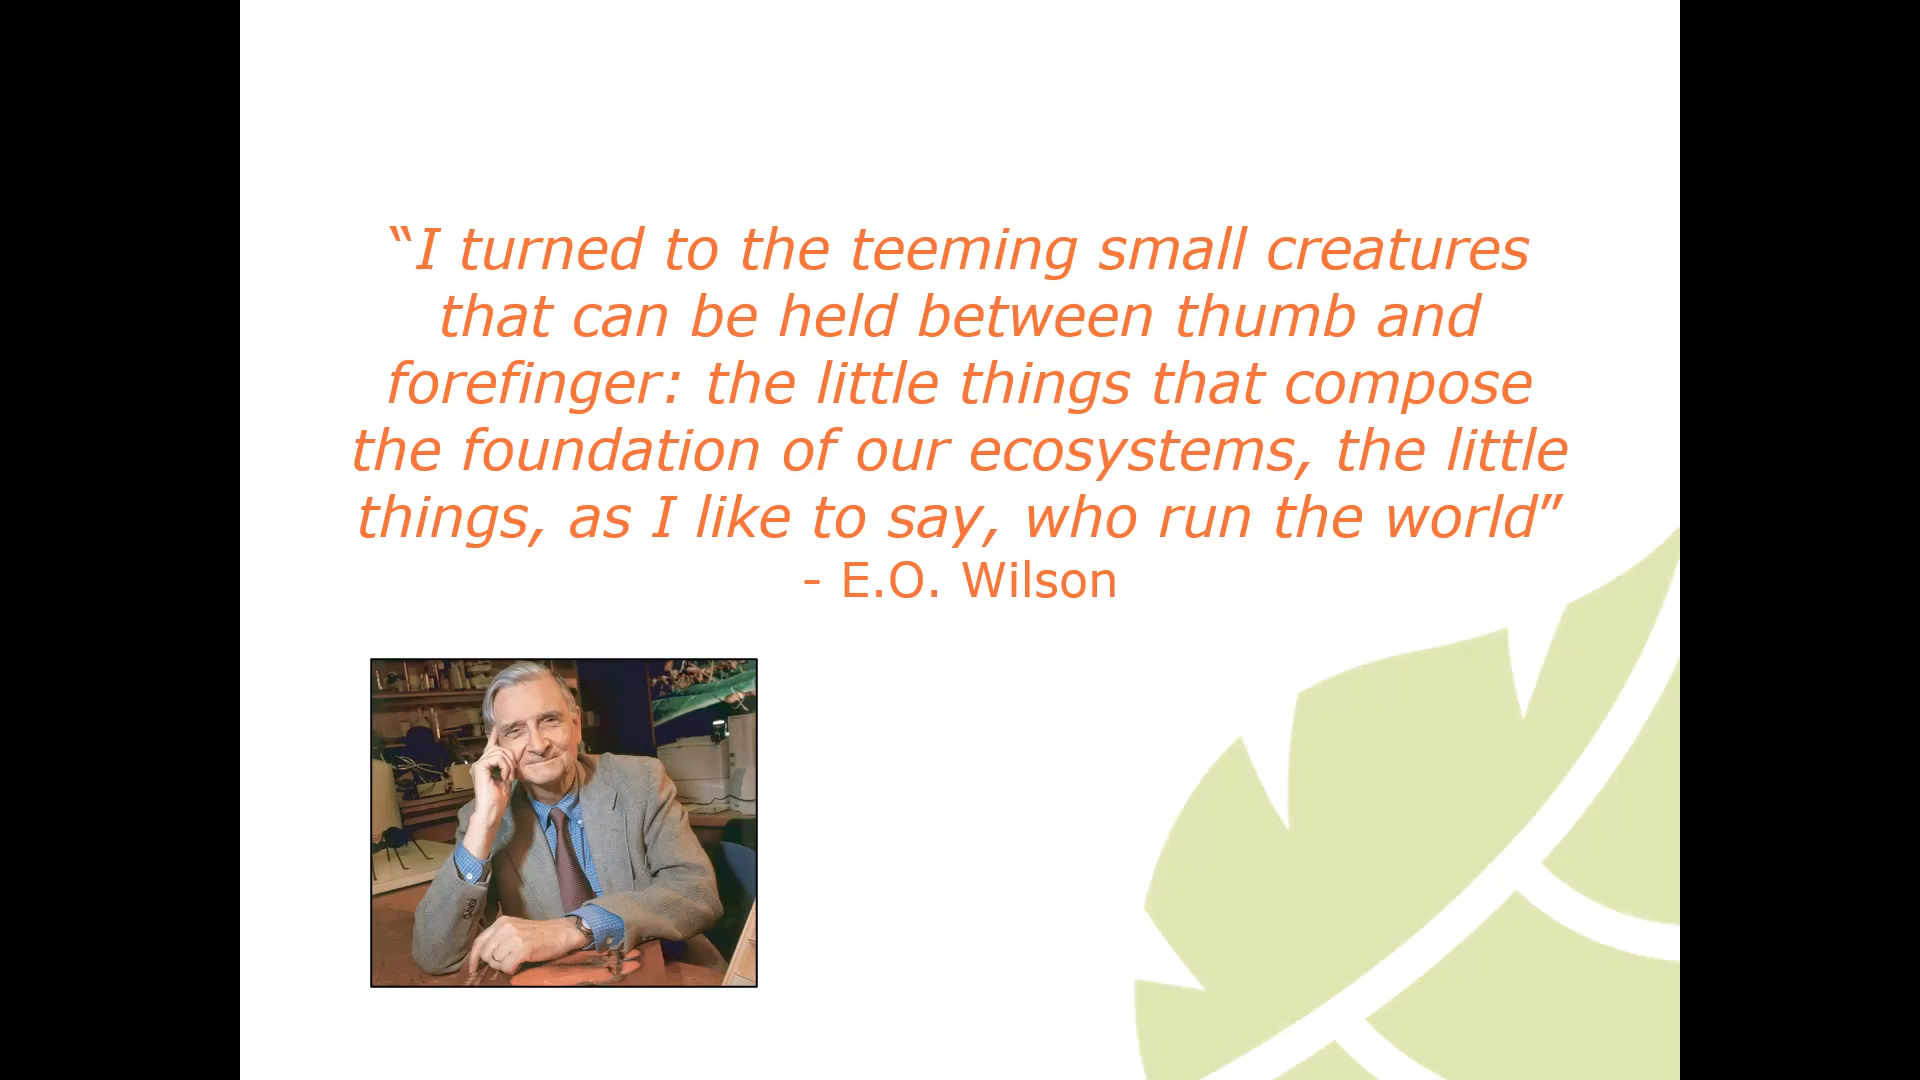 “I turned to the teeming small creatures
that can be held between thumb and
forefinger: the little things that compose
the foundation of our ecosystems, the little
things, as I like to say, who run the world”
- E.O. Wilson